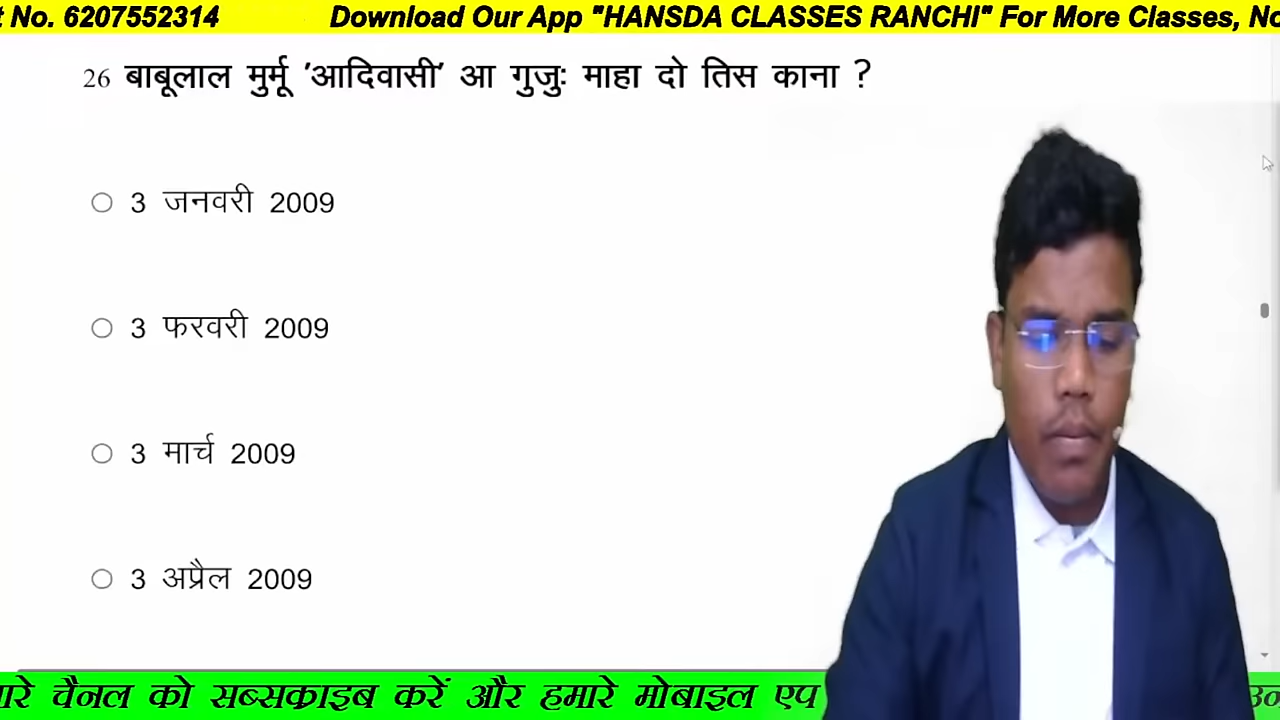 t No. 6207552314 Download Our App "HANSDA CLASSES RANCHI" For More Classes, No
26 बाबूलाल मुर्मू 'आदिवासी' आ गुजुः माहा दो तिस काना ?
3 जनवरी 2009
3 फरवरी 2009
3 मार्च 2009
3 अप्रैल 2009
ारे चैनल को सब्सक्राइब करें और हमारे मोबाइल एप